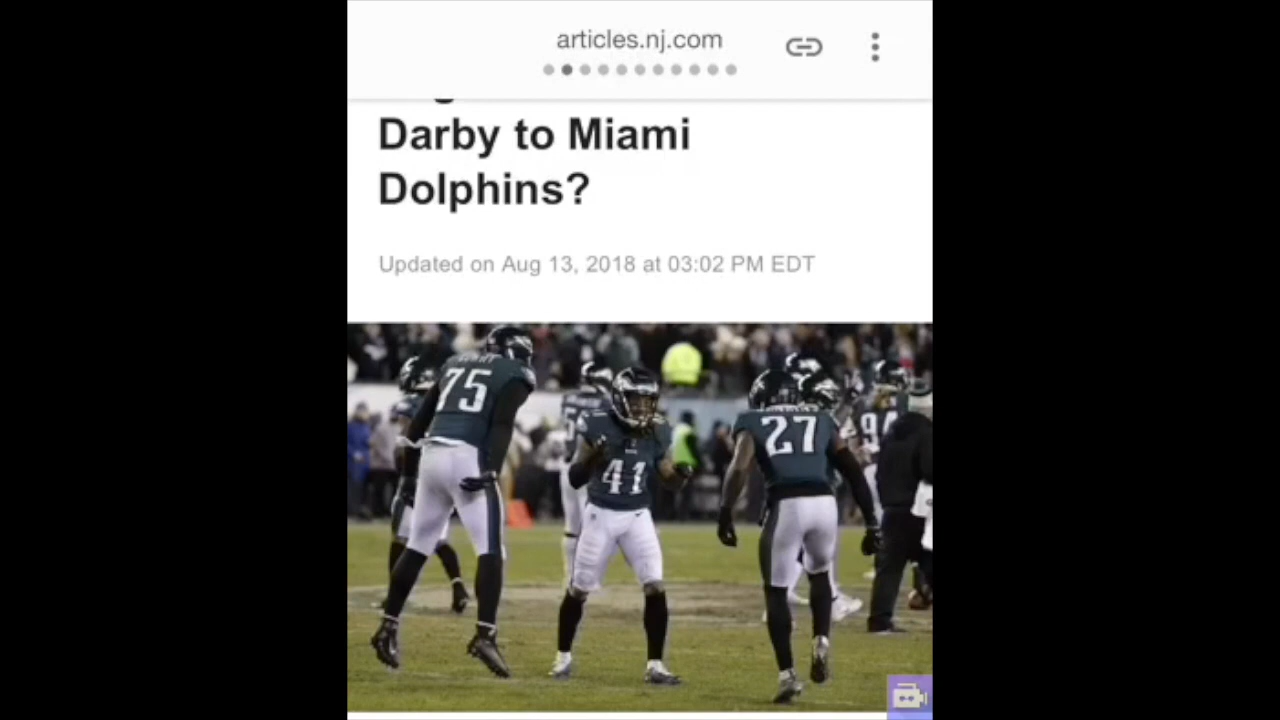 articles.nj.com
Darby to Miami
Dolphins?
Updated on Aug 13, 2018 at 03:02 PM EDT
75
41
27
94